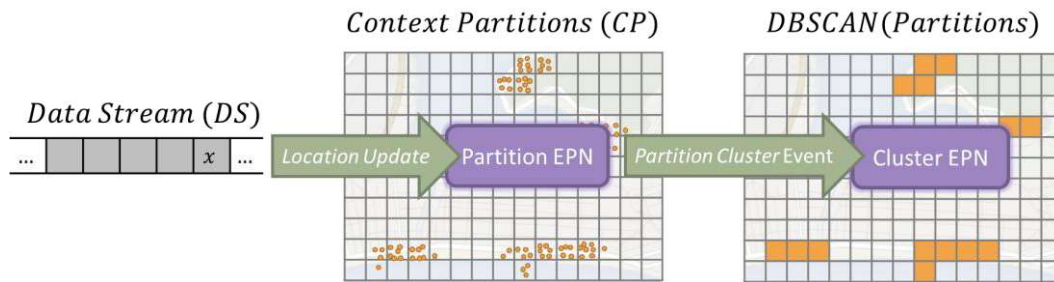 Context Partitions (CP)
DBSCAN(Partitions)
Data Stream (DS)
... x ...
Location Update
Partition EPN
Partition Cluster Event
Cluster EPN